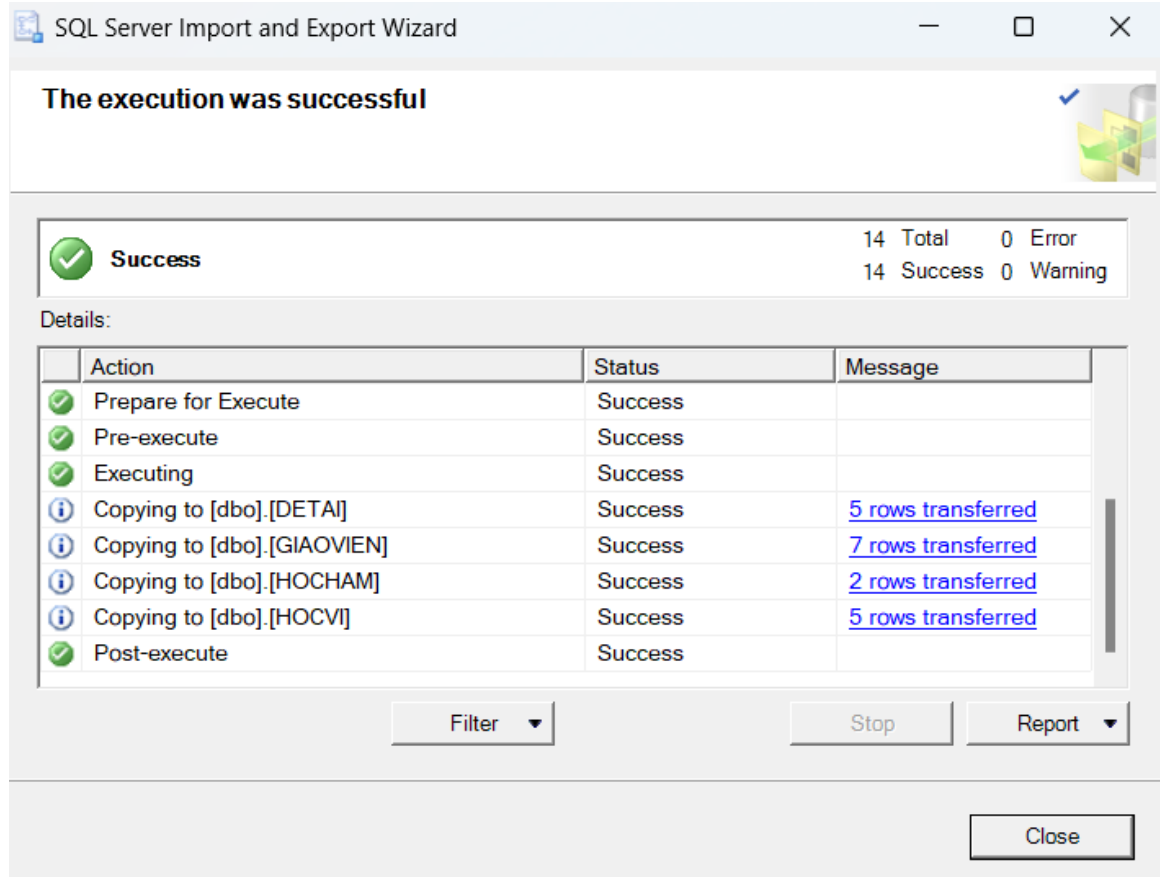 SQL Server Import and Export Wizard
The execution was successful
Success
14 Total 0 Error
14 Success 0 Warning
Details:
Action Status Message
Prepare for Execute Success
Pre-execute Success
Executing Success
Copying to [dbo].[DETAI] Success 5 rows transferred
Copying to [dbo].[GIAOVIEN] Success 7 rows transferred
Copying to [dbo].[HOCHAM] Success 2 rows transferred
Copying to [dbo].[HOCVI] Success 5 rows transferred
Post-execute Success
Filter Stop Report
Close